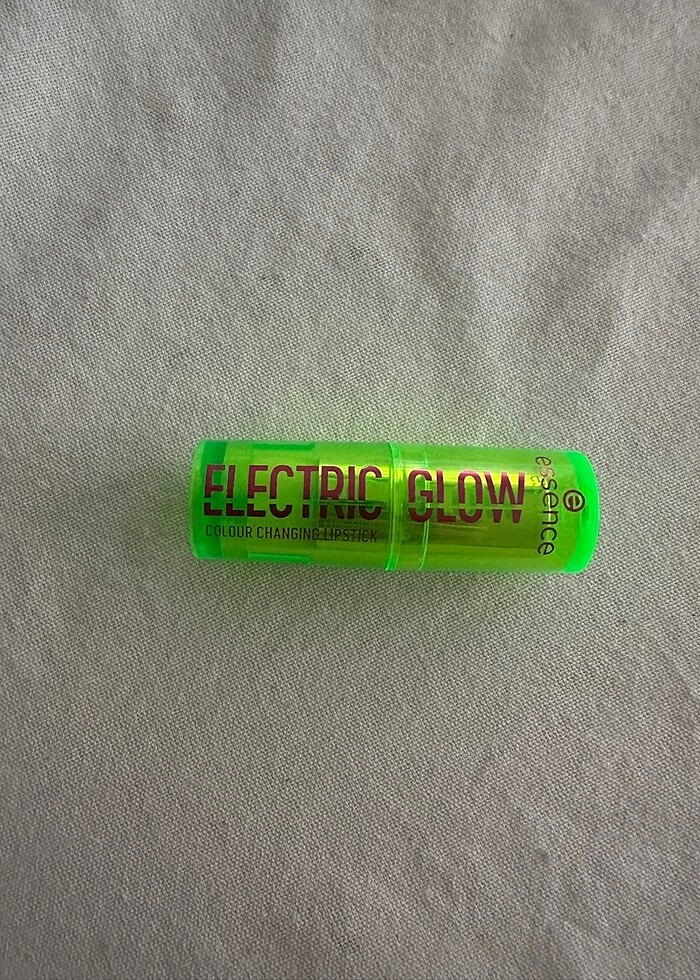 ELECTRIC GLOW
COLOUR CHANGING LIPSTICK
e
essence